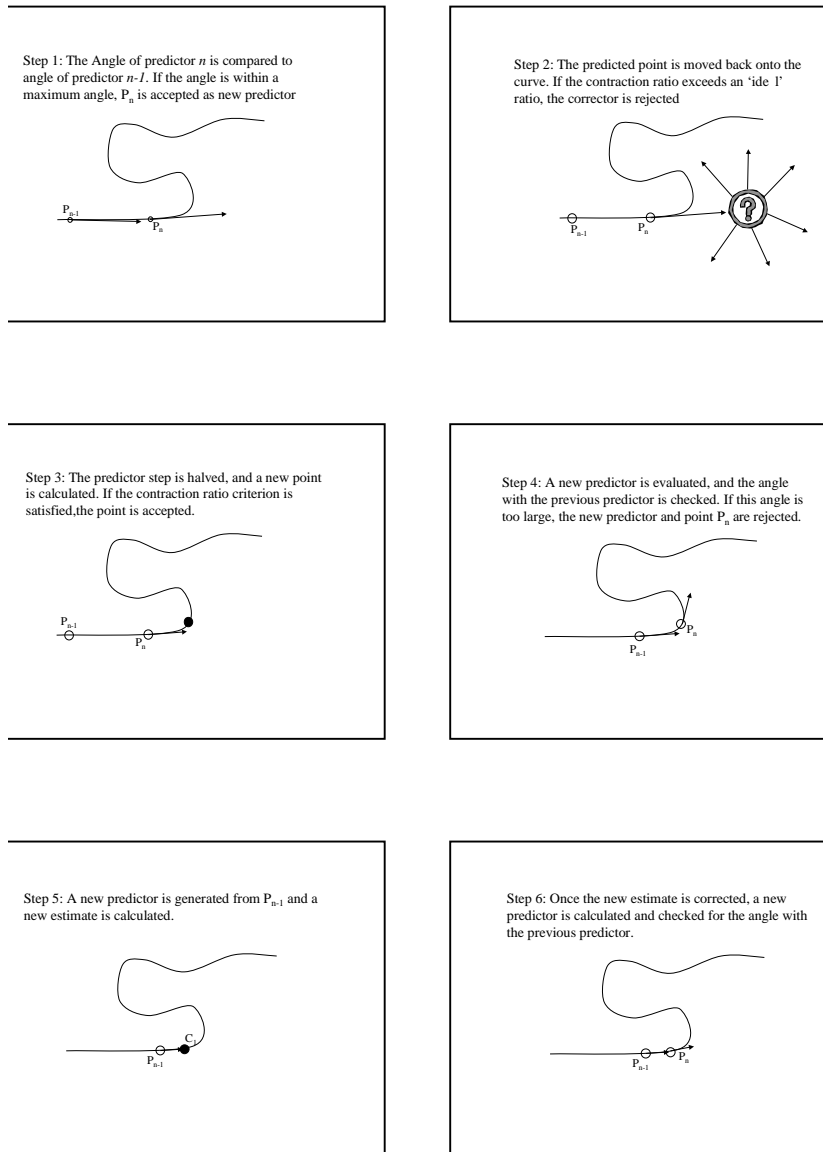 Step 1: The Angle of predictor n is compared to
angle of predictor n-1. If the angle is within a
maximum angle, Pn is accepted as new predictor
Pn-1
Pn
Step 2: The predicted point is moved back onto the
curve. If the contraction ratio exceeds an ‘ide l’
ratio, the corrector is rejected
?
Pn-1
Pn
Step 3: The predictor step is halved, and a new point
is calculated. If the contraction ratio criterion is
satisfied,the point is accepted.
Pn-1
Pn
Step 4: A new predictor is evaluated, and the angle
with the previous predictor is checked. If this angle is
too large, the new predictor and point Pn are rejected.
Pn
Pn-1
Step 5: A new predictor is generated from Pn-1 and a
new estimate is calculated.
C1
Pn-1
Step 6: Once the new estimate is corrected, a new
predictor is calculated and checked for the angle with
the previous predictor.
Pn-1
Pn